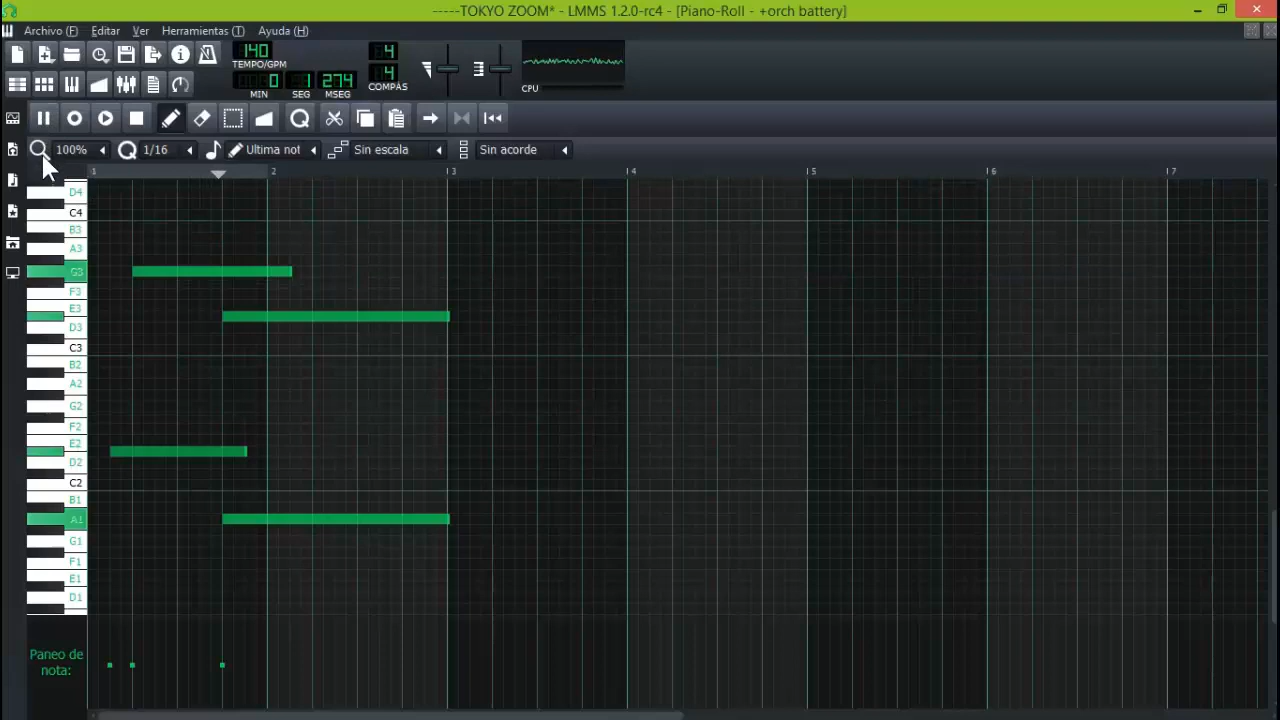 -----TOKYO ZOOM* - LMMS 1.2.0-rc4 - [Piano-Roll - +orch battery]
Archivo (F) Editar Ver Herramientas (T) Ayuda (H)
140
TEMPO/GPM
0 1 274
MIN SEG MSEG
4
4
COMPÁS
CPU
100% 1/16 Ultima not Sin escala Sin acorde
1 2 3 4 5 6 7
D4
C4
B3
A3
G3
F3
E3
D3
C3
B2
A2
G2
F2
E2
D2
C2
B1
A1
G1
F1
E1
D1
Paneo de
nota: